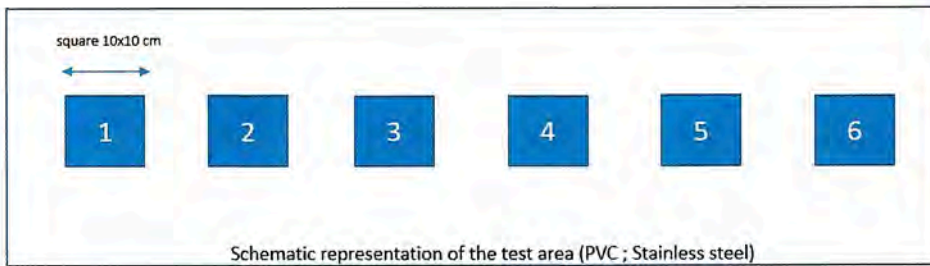 square 10x10 cm
1 2 3 4 5 6
Schematic representation of the test area (PVC ; Stainless steel)